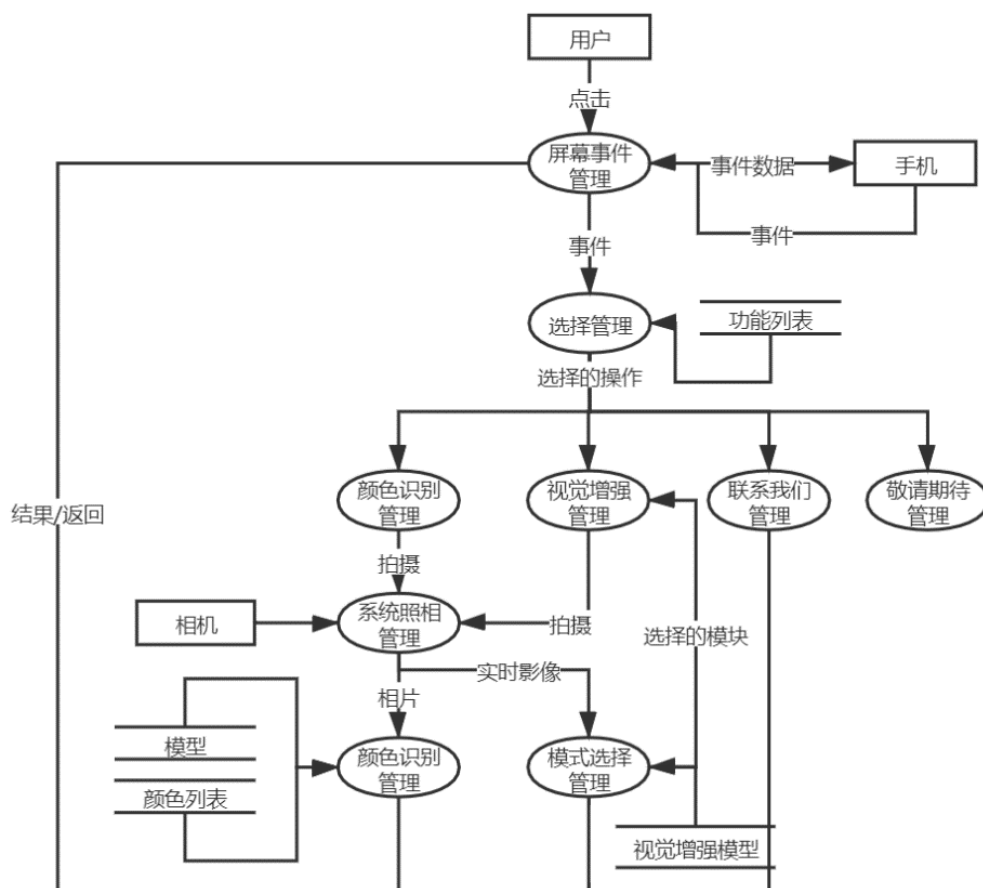 用户
点击
屏幕事件
管理
事件数据
手机
事件
事件
选择管理
功能列表
选择的操作
颜色识别
管理
视觉增强
管理
联系我们
管理
敬请期待
管理
结果/返回
拍摄
相机
系统照相
管理
拍摄
选择的模块
实时影像
相片
模型
颜色识别
管理
模式选择
管理
颜色列表
视觉增强模型